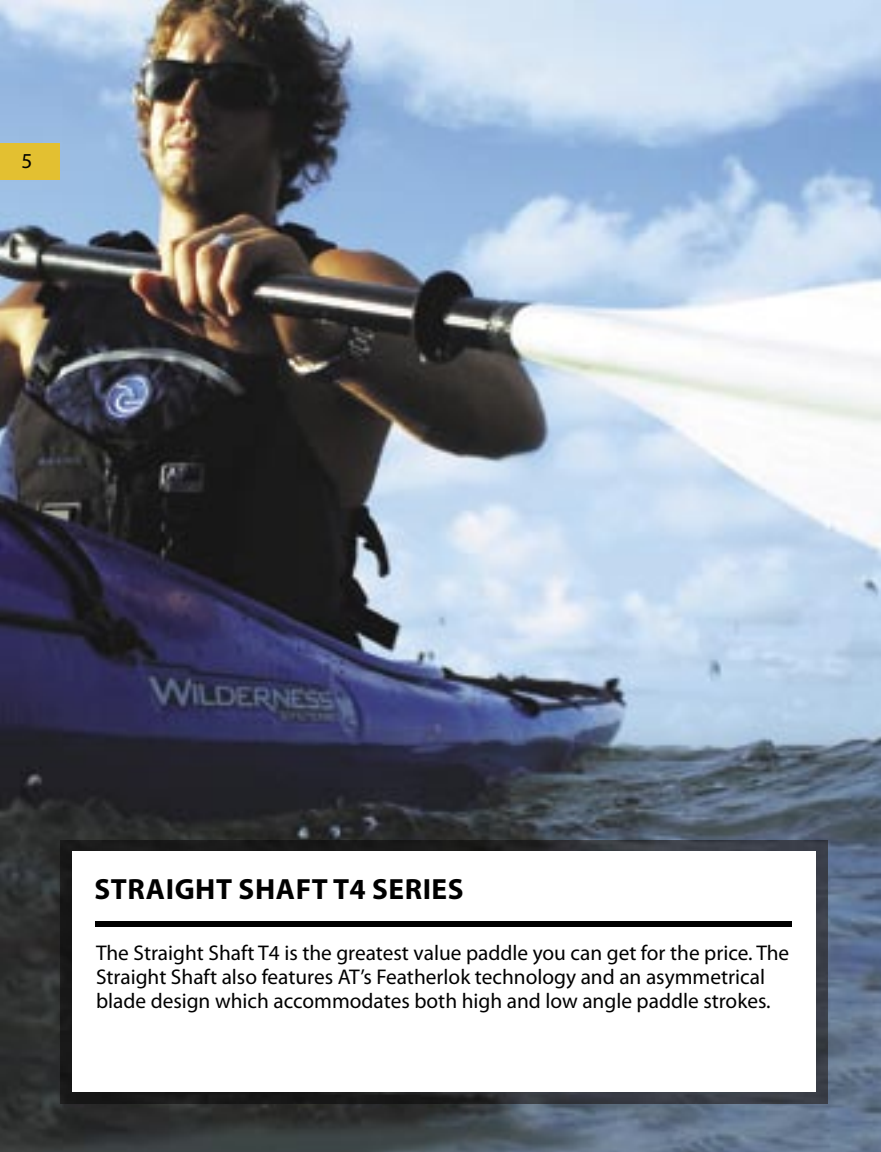 5
WILDERNESS
SYSTEMS
STRAIGHT SHAFT T4 SERIES
The Straight Shaft T4 is the greatest value paddle you can get for the price. The
Straight Shaft also features AT’s Featherlok technology and an asymmetrical
blade design which accommodates both high and low angle paddle strokes.